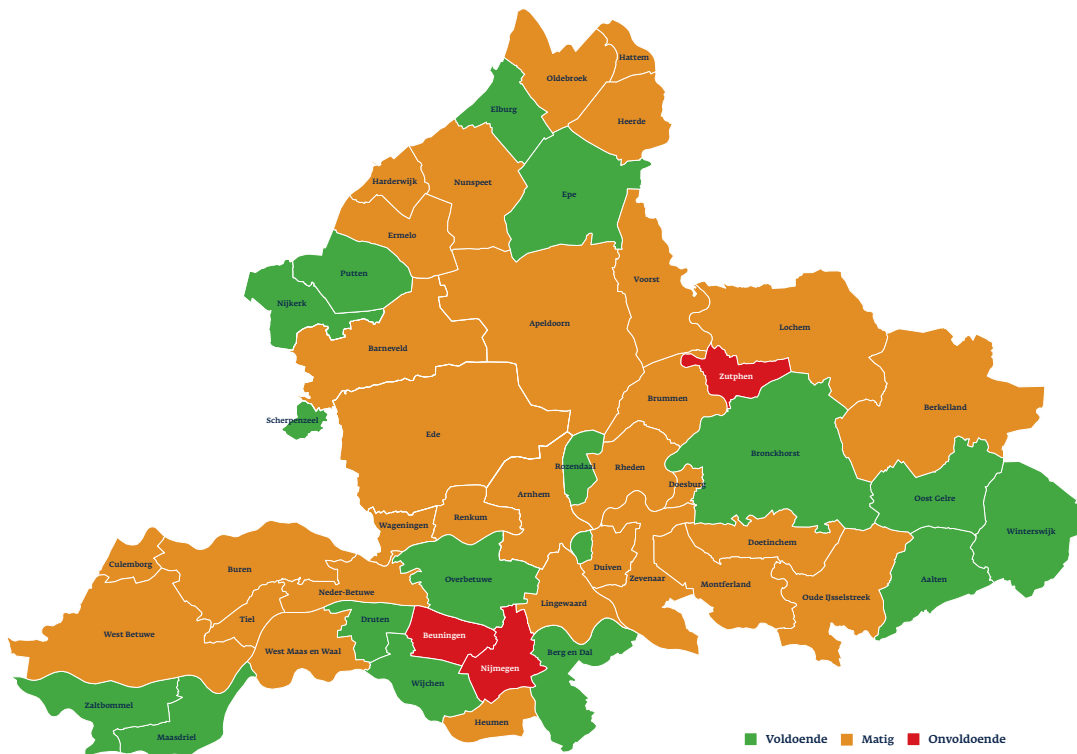 Hattem
Oldebroek
Elburg
Heerde
Harderwijk
Nunspeet
Epe
Ermelo
Putten
Voorst
Nijkerk
Apeldoorn
Lochem
Barneveld
Zutphen
Brummen
Berkelland
Scherpenzeel
Ede
Bronckhorst
Rozendaal
Rheden
Doesburg
Arnhem
Oost Gelre
Renkum
Wageningen
Winterswijk
Doetinchem
Culemborg
Buren
Duiven
Zevenaar
Overbetuwe
Aalten
Montferland
Neder-Betuwe
Oude IJsselstreek
Lingewaard
Tiel
Druten
West Betuwe
Beuningen
West Maas en Waal
Berg en Dal
Nijmegen
Wijchen
Zaltbommel
Heumen
Maasdriel
Voldoende
Matig
Onvoldoende